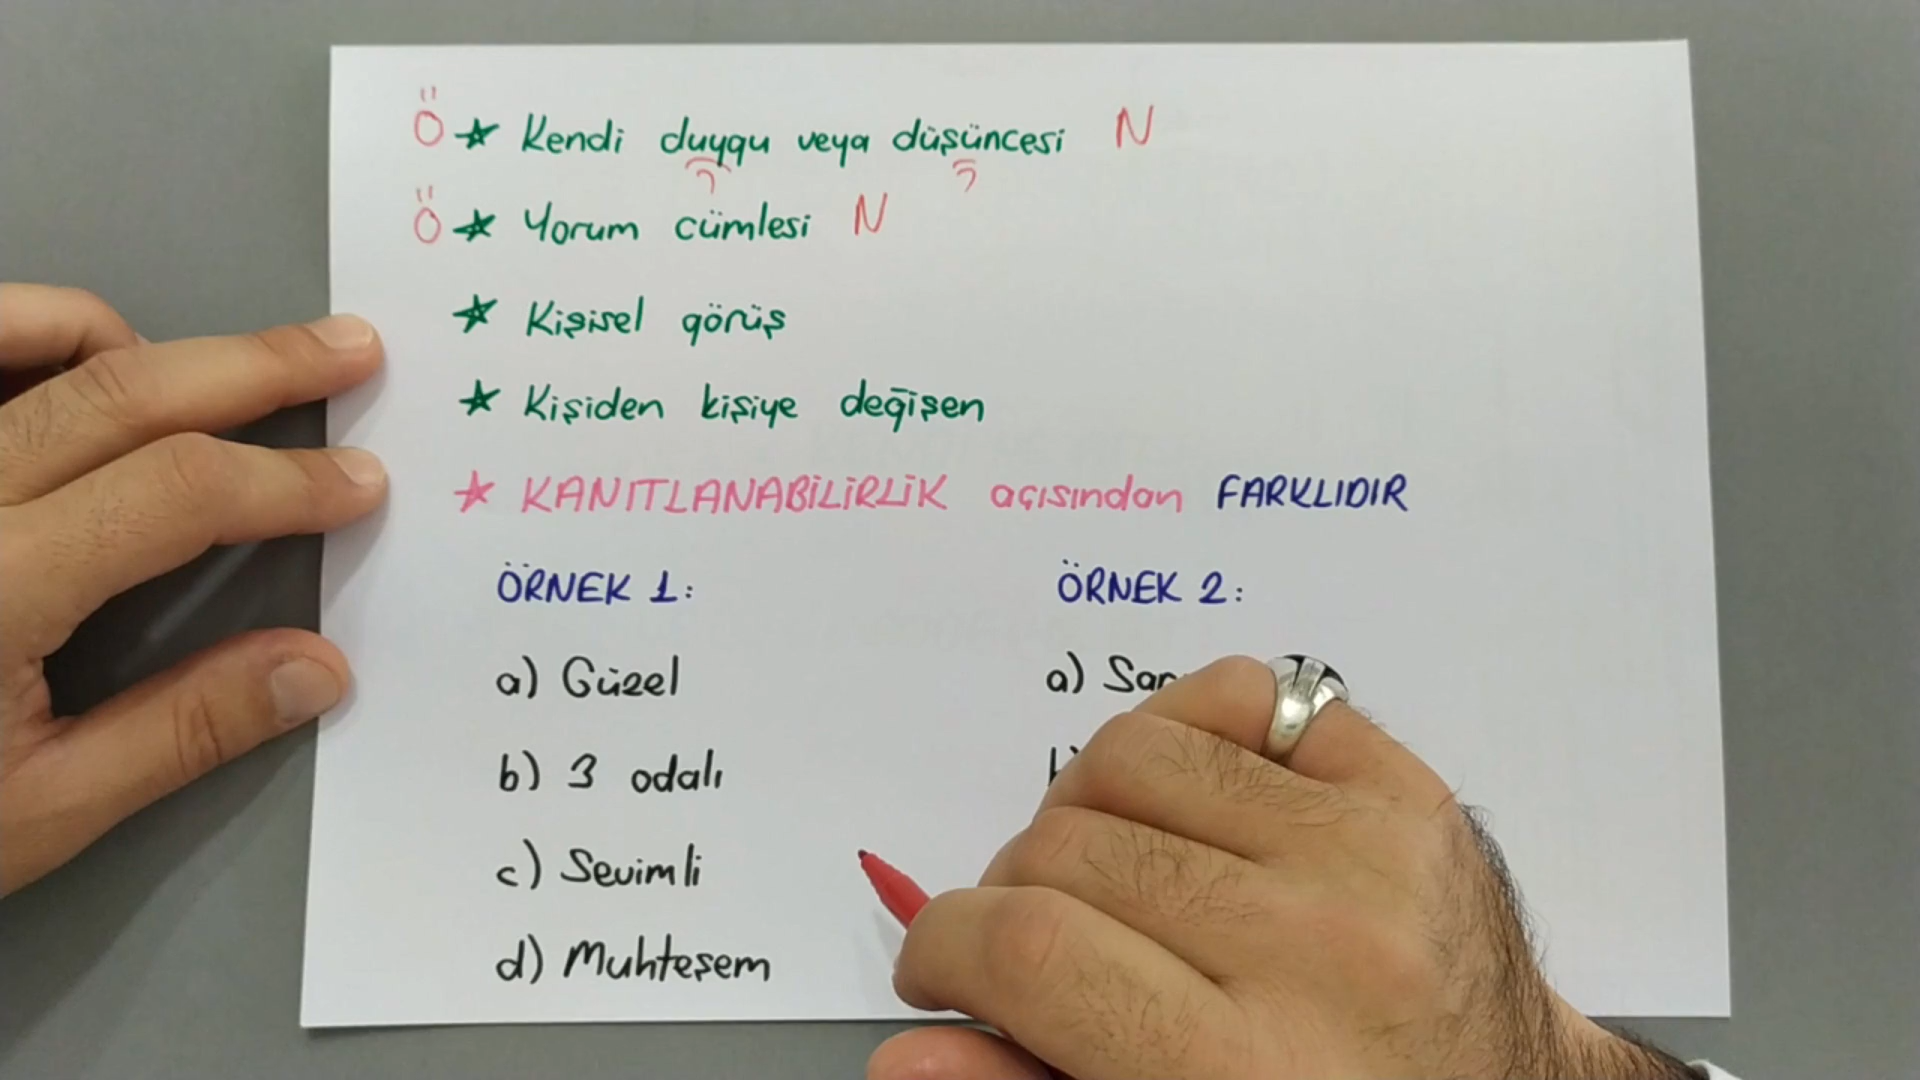 Ö ★ Kendi duygu veya düşüncesi N
Ö ★ Yorum cümlesi N
★ Kişisel görüş
★ Kişiden kişiye değişen
★ KANITLANABİLİRLİK açısından FARKLIDIR
ÖRNEK 1:
a) Güzel
b) 3 odalı
c) Sevimli
d) Muhteşem
ÖRNEK 2:
a)